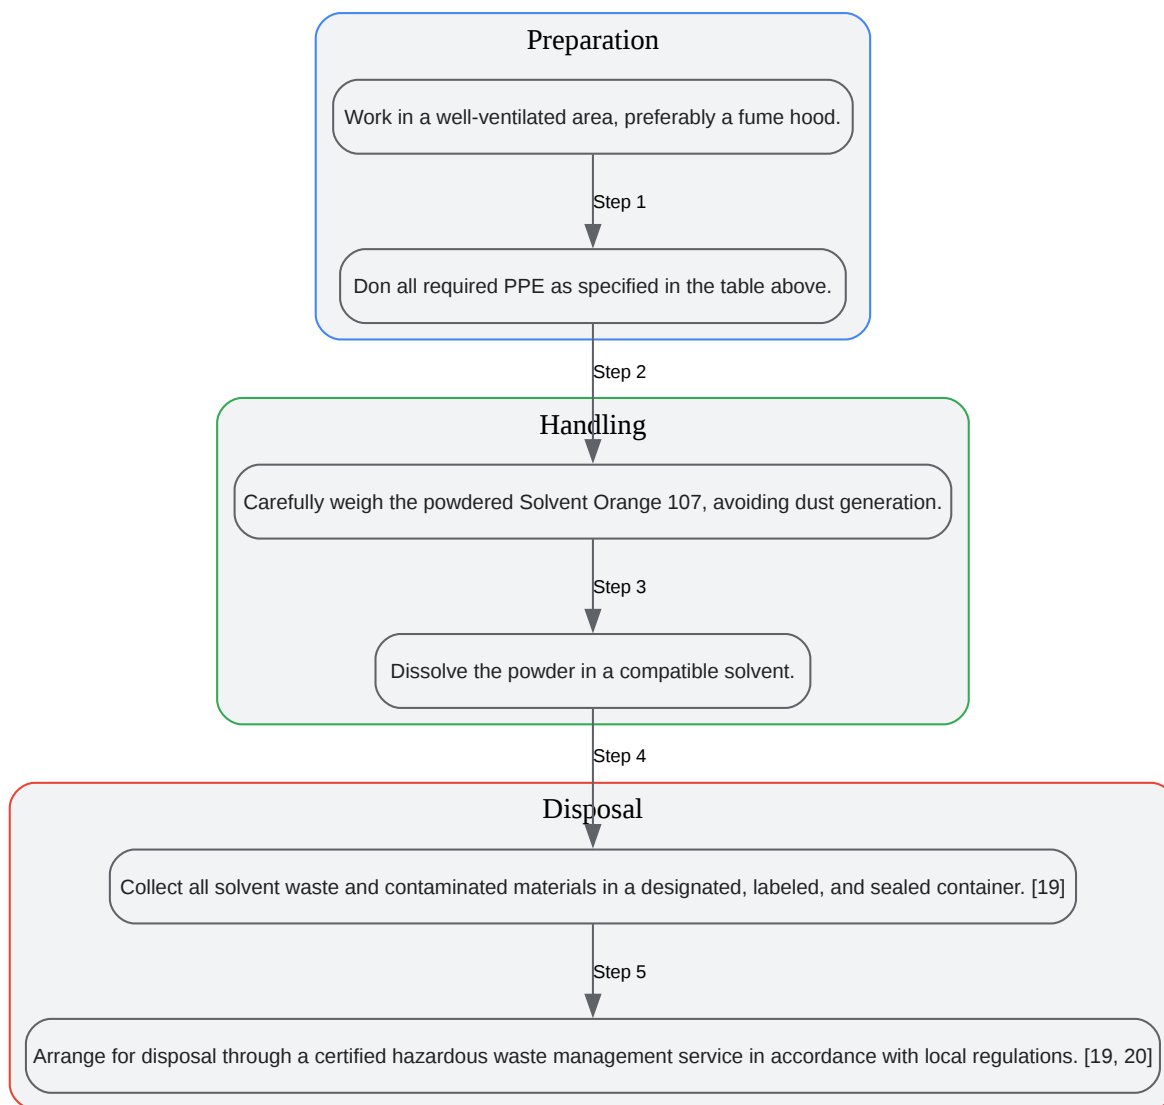 Preparation
Work in a well-ventilated area, preferably a fume hood.
Step 1
Don all required PPE as specified in the table above.
Step 2
Handling
Carefully weigh the powdered Solvent Orange 107, avoiding dust generation.
Step 3
Dissolve the powder in a compatible solvent.
Step 4
Disposal
Collect all solvent waste and contaminated materials in a designated, labeled, and sealed container. [19]
Step 5
Arrange for disposal through a certified hazardous waste management service in accordance with local regulations. [19, 20]